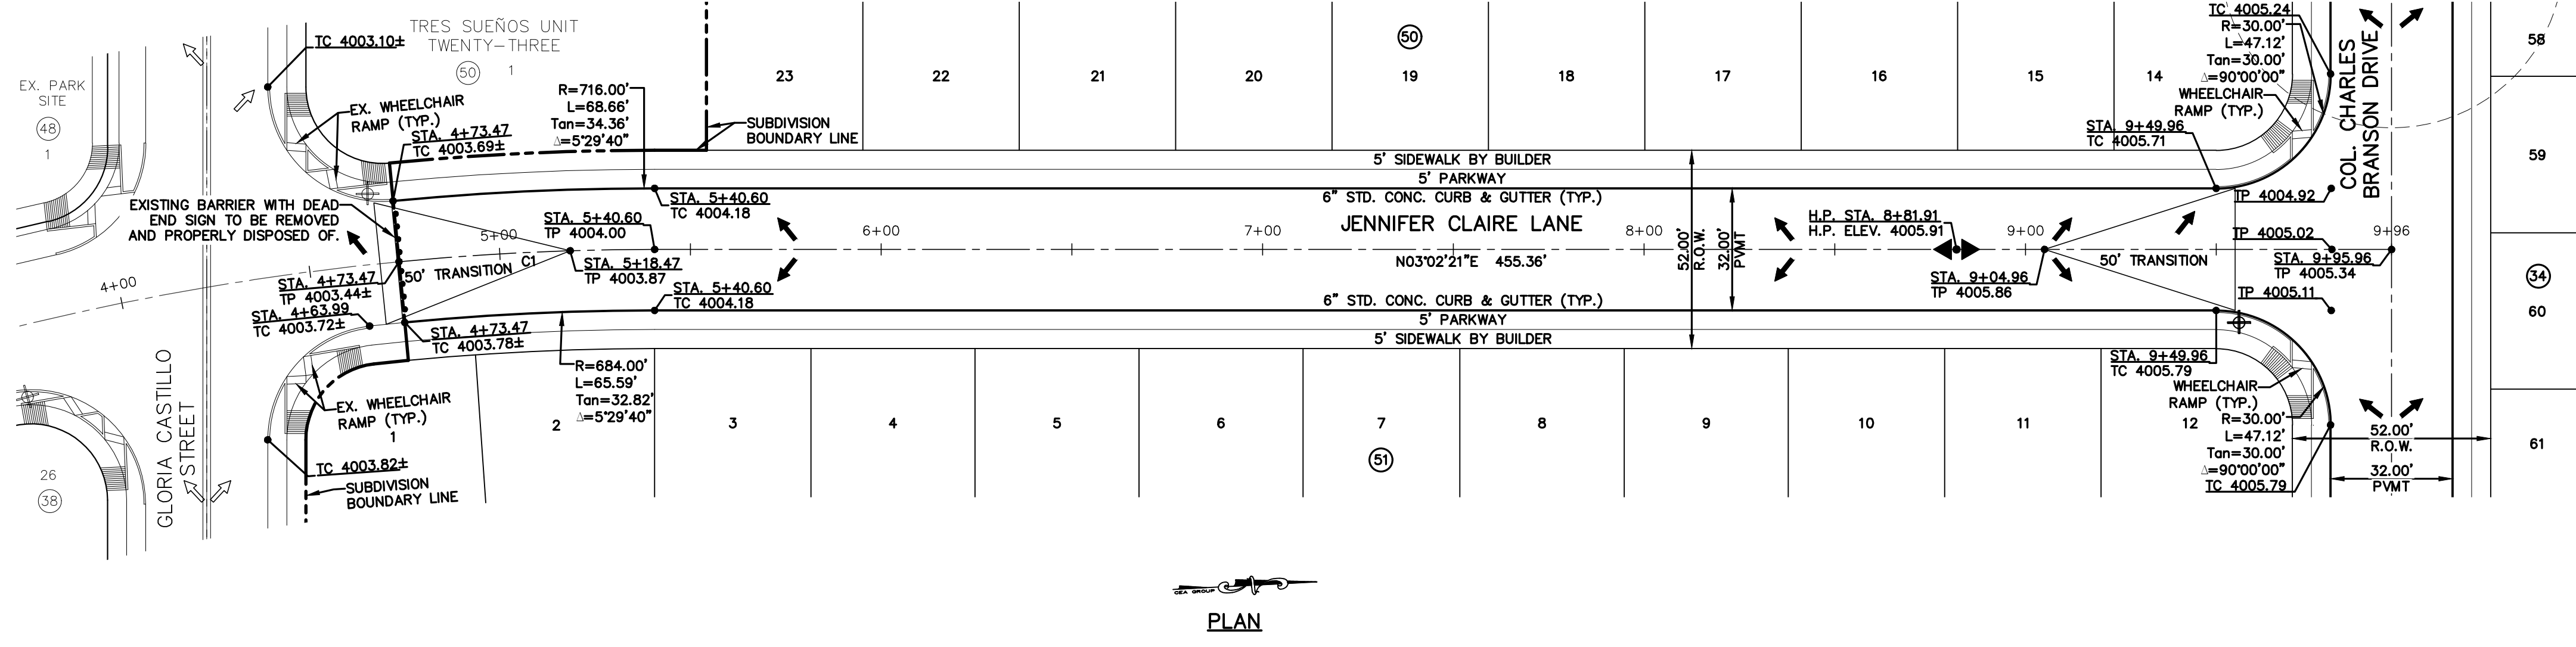 TRES SUEÑOS UNIT
TWENTY-THREE
50
1
TC 4003.10±
EX. PARK
SITE
48
1
EX. WHEELCHAIR
RAMP (TYP.)
STA. 4+73.47
TC 4003.69±
R=716.00'
L=68.66'
Tan=34.36'
Δ=5°29'40"
SUBDIVISION
BOUNDARY LINE
23
22
21
20
50
19
18
17
16
15
14
TC 4005.24
R=30.00'
L=47.12'
Tan=30.00'
Δ=90°00'00"
WHEELCHAIR
RAMP (TYP.)
STA. 9+49.96
TC 4005.71
COL. CHARLES
BRANSON DRIVE
58
59
34
60
61
5' SIDEWALK BY BUILDER
5' PARKWAY
6" STD. CONC. CURB & GUTTER (TYP.)
JENNIFER CLAIRE LANE
EXISTING BARRIER WITH DEAD
END SIGN TO BE REMOVED
AND PROPERLY DISPOSED OF.
STA. 5+40.60
TC 4004.18
STA. 5+40.60
TP 4004.00
4+00
5+00
6+00
7+00
8+00
9+00
9+96
50' TRANSITION
C1
STA. 5+18.47
TP 4003.87
N03°02'21"E 455.36'
52.00'
R.O.W.
32.00'
PVMT
H.P. STA. 8+81.91
H.P. ELEV. 4005.91
STA. 9+04.96
TP 4005.86
50' TRANSITION
TP 4004.92
TP 4005.02
STA. 9+95.96
TP 4005.34
TP 4005.11
STA. 4+73.47
TP 4003.44±
STA. 4+63.99
TC 4003.72±
STA. 4+73.47
TC 4003.78±
STA. 5+40.60
TC 4004.18
6" STD. CONC. CURB & GUTTER (TYP.)
5' PARKWAY
5' SIDEWALK BY BUILDER
GLORIA CASTILLO
STREET
EX. WHEELCHAIR
RAMP (TYP.)
1
TC 4003.82±
SUBDIVISION
BOUNDARY LINE
26
38
R=684.00'
L=65.59'
Tan=32.82'
Δ=5°29'40"
2
3
4
5
6
7
51
8
9
10
11
12
STA. 9+49.96
TC 4005.79
WHEELCHAIR
RAMP (TYP.)
R=30.00'
L=47.12'
Tan=30.00'
Δ=90°00'00"
TC 4005.79
52.00'
R.O.W.
32.00'
PVMT
CEA GROUP
PLAN